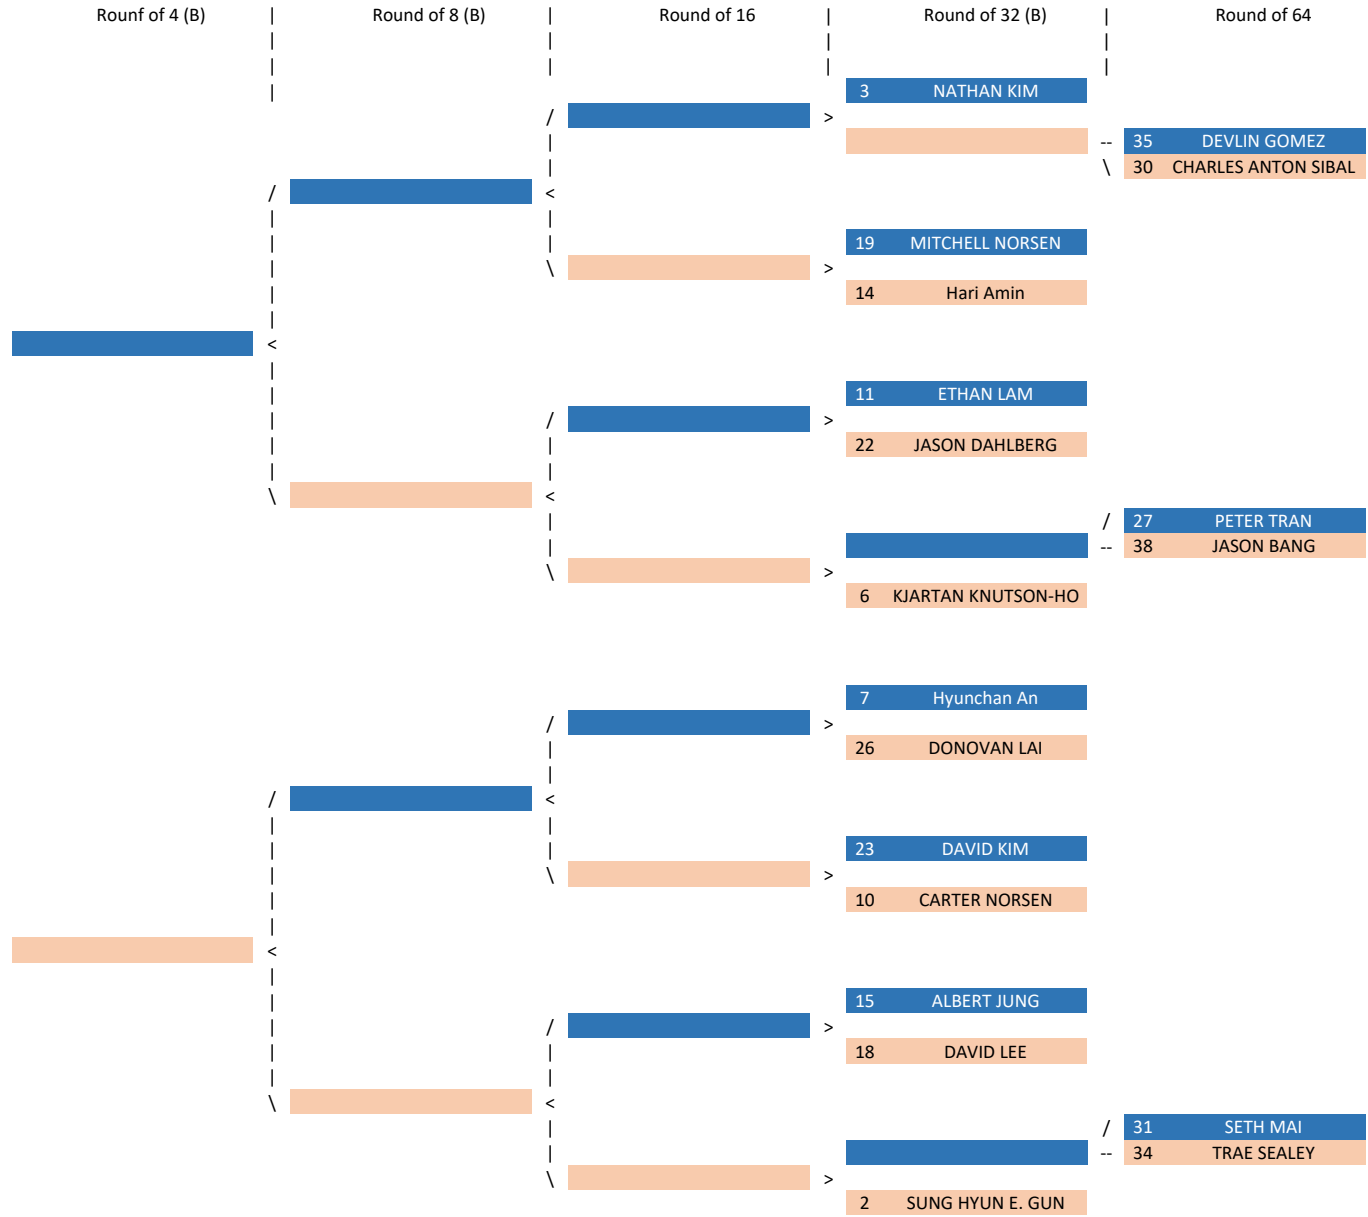 Rounf of 4 (B) Round of 8 (B) Round of 16 Round of 32 (B) Round of 64
3 NATHAN KIM
35 DEVLIN GOMEZ
30 CHARLES ANTON SIBAL
19 MITCHELL NORSEN
14 Hari Amin
11 ETHAN LAM
22 JASON DAHLBERG
27 PETER TRAN
38 JASON BANG
6 KJARTAN KNUTSON-HO
7 Hyunchan An
26 DONOVAN LAI
23 DAVID KIM
10 CARTER NORSEN
15 ALBERT JUNG
18 DAVID LEE
31 SETH MAI
34 TRAE SEALEY
2 SUNG HYUN E. GUN